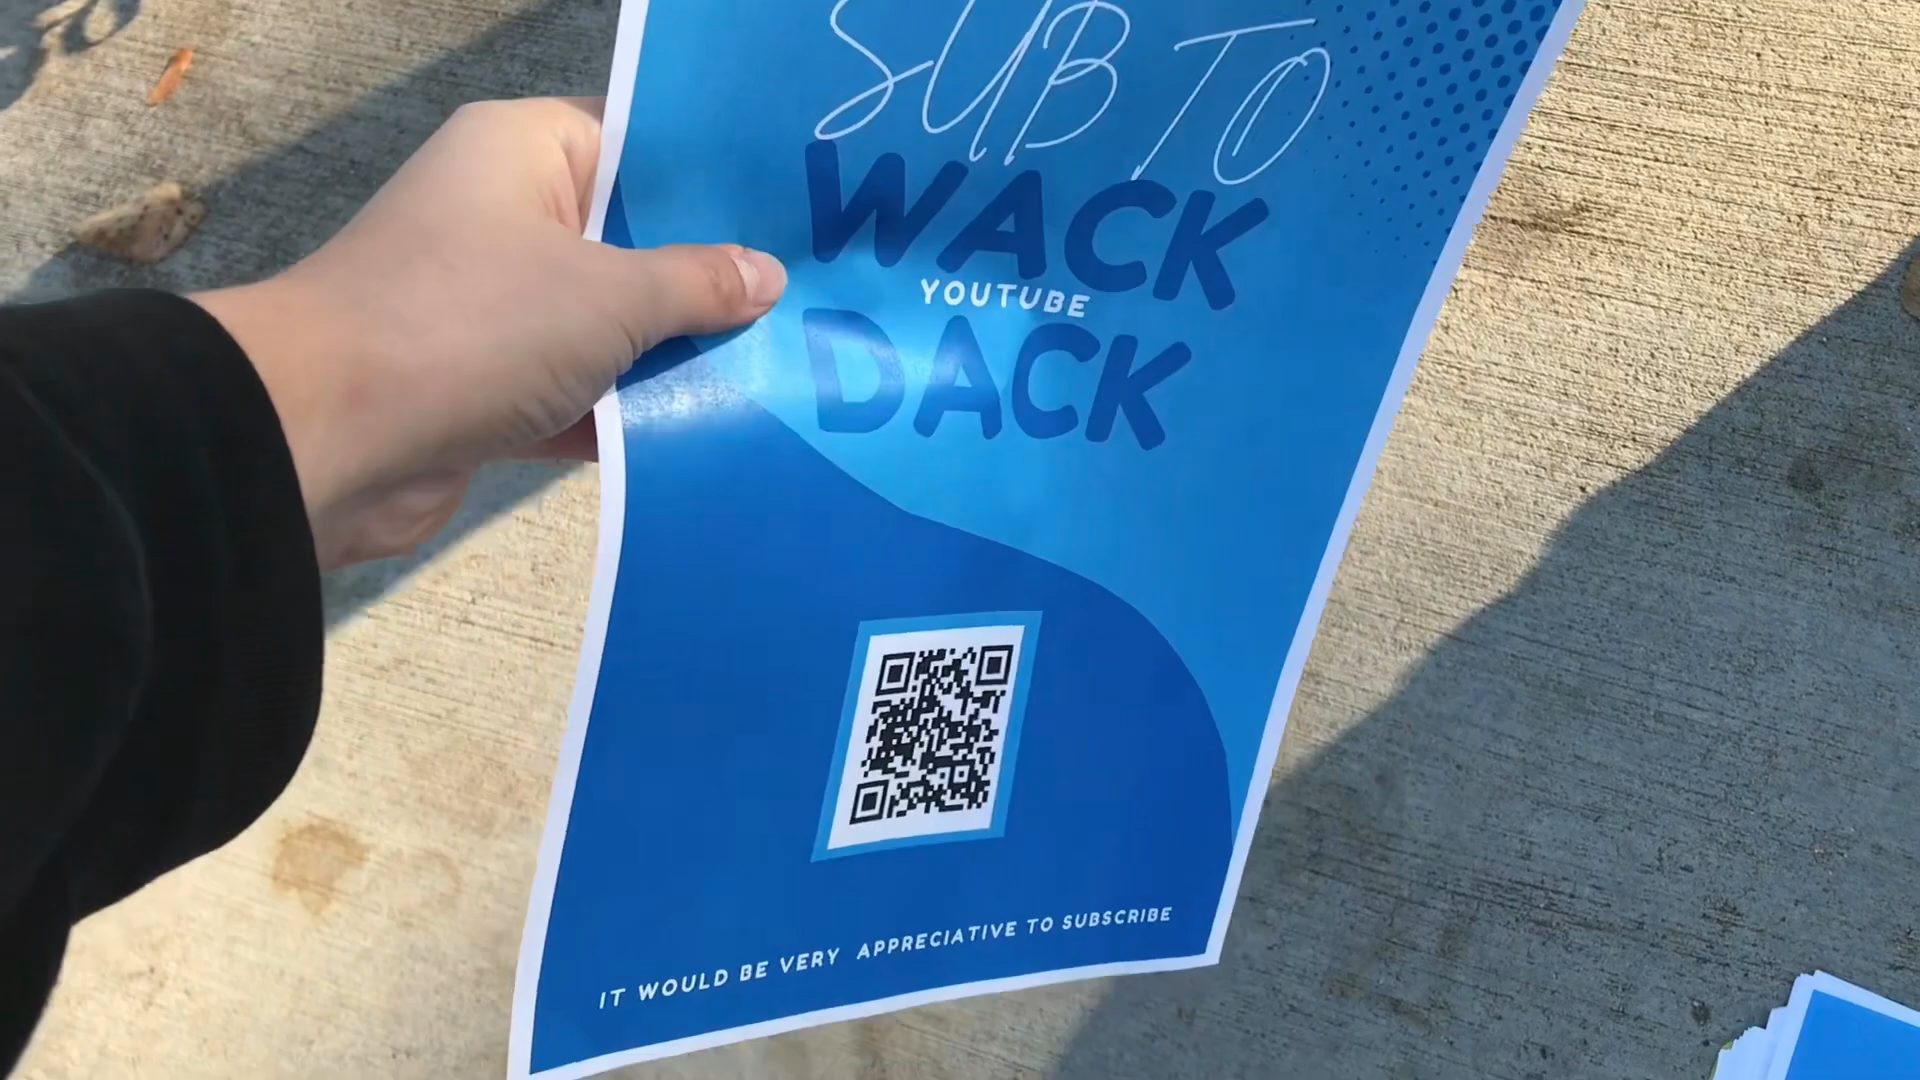 SUB TO
WACK
YOUTUBE
DACK
IT WOULD BE VERY APPRECIATIVE TO SUBSCRIBE